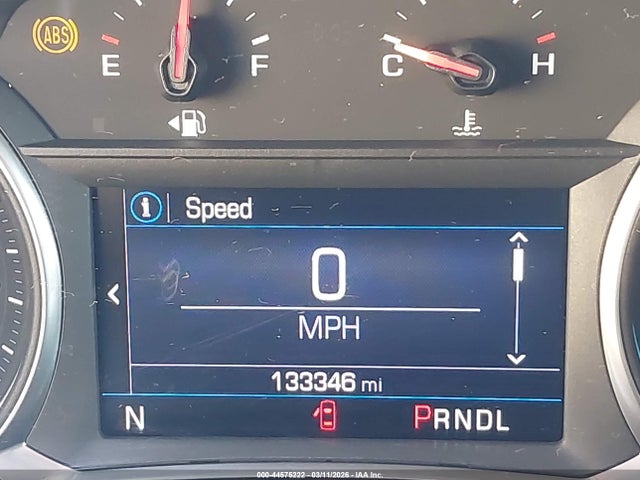 ABS
E F
C H
i Speed
0
MPH
133346 mi
N PRNDL
000-44575222 - 03/11/2026 - IAA Inc.